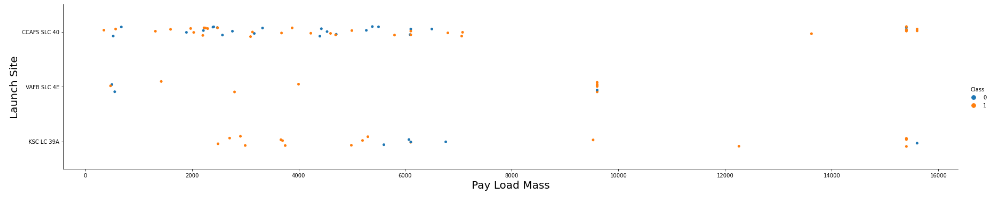 CCAFS SLC 40
VAFB SLC 4E
KSC LC 39A
Launch Site
0 2000 4000 6000 8000 10000 12000 14000 16000
Pay Load Mass
Class
0
1